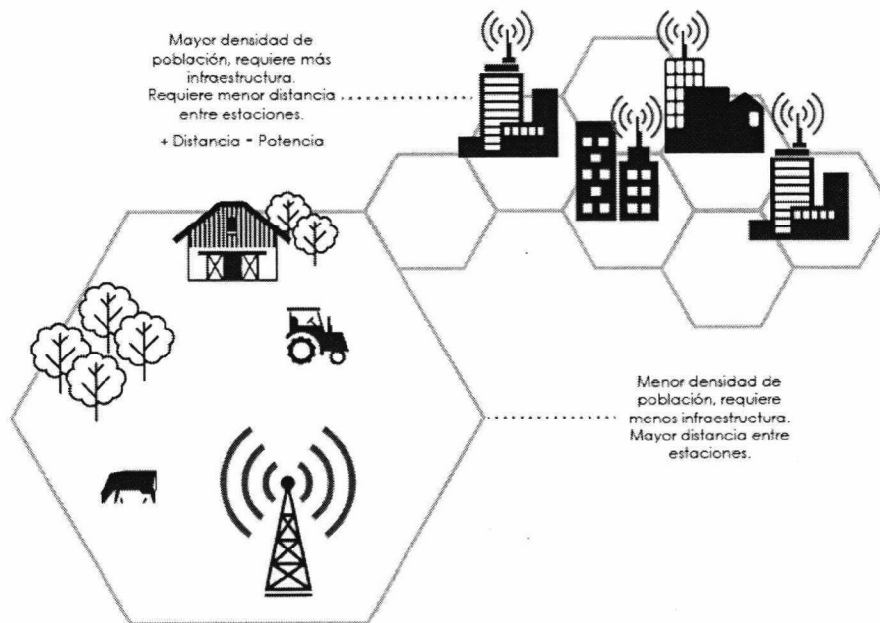 Mayor densidad de
población, requiere más
infraestructura.
Requiere menor distancia
entre estaciones.
+ Distancia - Potencia
Menor densidad de
población, requiere
menos infraestructura.
Mayor distancia entre
estaciones.